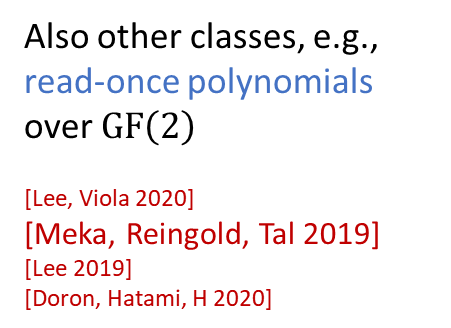 Also other classes, e.g.,
read-once polynomials
over GF(2)
[Lee, Viola 2020]
[Meka, Reingold, Tal 2019]
[Lee 2019]
[Doron, Hatami, H 2020]